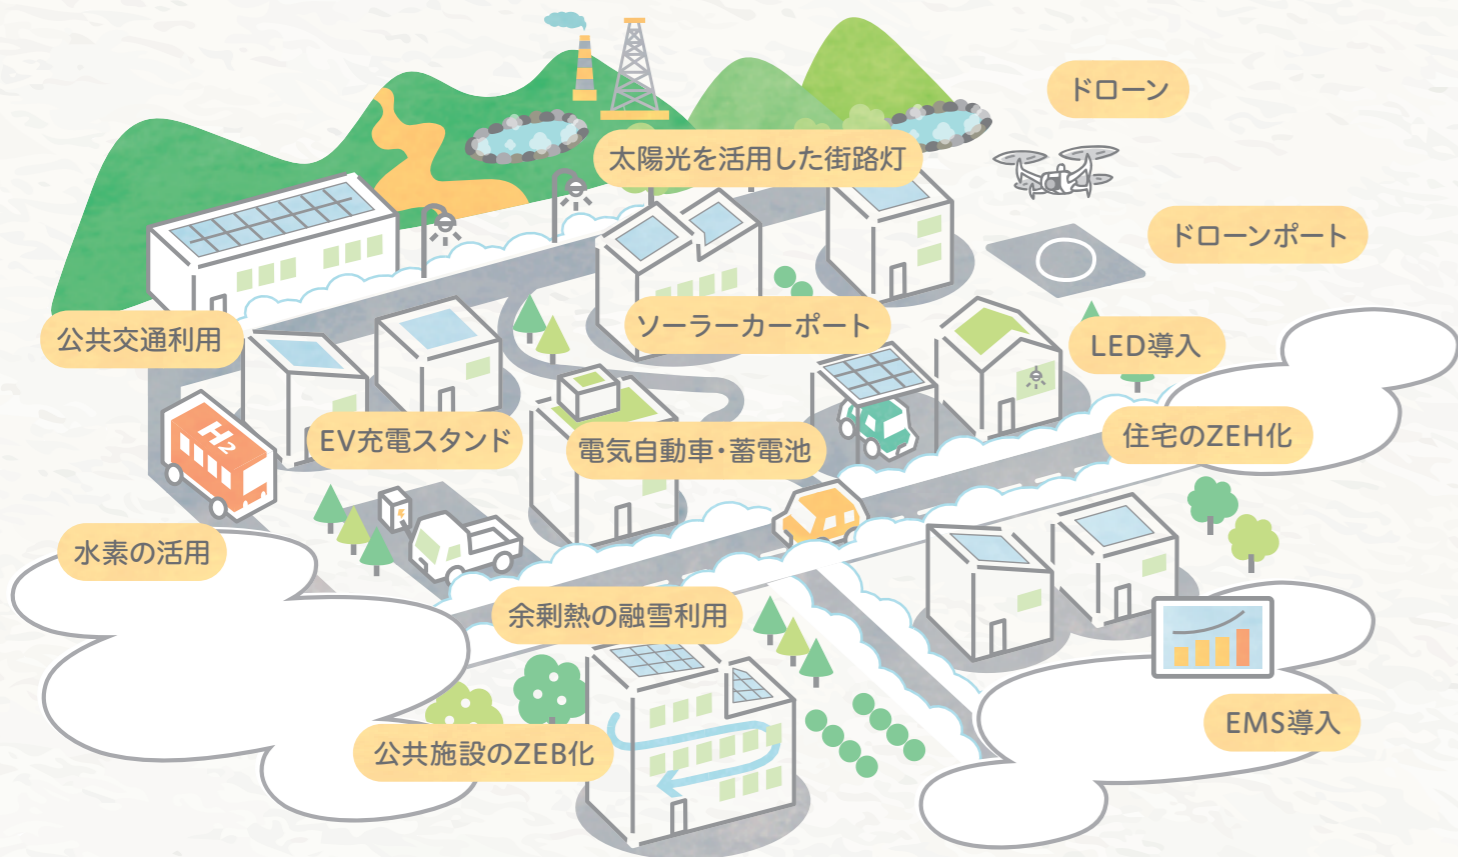 ドローン
太陽光を活用した街路灯
ドローンポート
公共交通利用
ソーラーカーポート
LED導入
H2
EV充電スタンド
電気自動車・蓄電池
住宅のZEH化
水素の活用
余剰熱の融雪利用
公共施設のZEB化
EMS導入